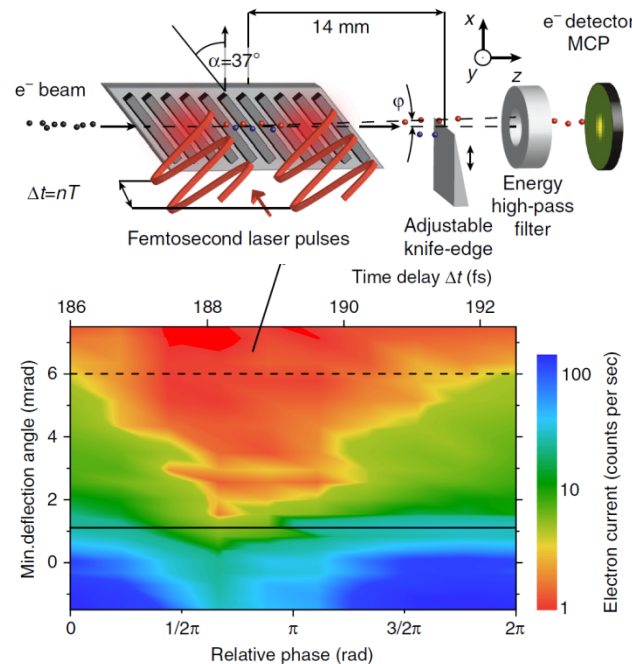 14 mm
α=37°
x
y
z
e⁻ detector
MCP
e⁻ beam
φ
Δt=nT
Femtosecond laser pulses
Adjustable
knife-edge
Energy
high-pass
filter
Time delay Δt (fs)
186
188
190
192
Min.deflection angle (mrad)
6
4
2
0
0
1/2π
π
3/2π
2π
Relative phase (rad)
100
10
1
Electron current (counts per sec)